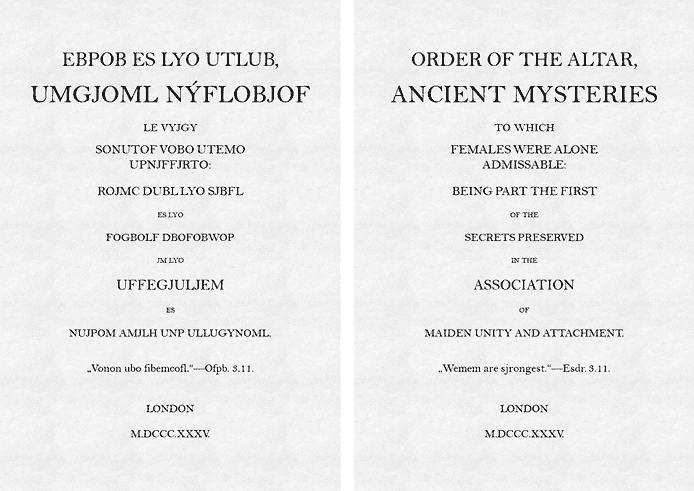 EBPOB ES LYO UTLUB,
UMGJOML NÝFLOBJOF
LE VYJGY
SONUTOF VOBO UTEMO
UPNJFFJRTO:
ROJMC DUBL LYO SJBFL
ES LYO
FOGBOLF DBOFOBWOP
JM LYO
UFFEGJULJEM
ES
NUJPOM AMJLH UNP ULLUGYNOML.
„Vonon ubo fibemcofl.“—Ofpb. 3.11.
LONDON
M.DCCC.XXXV.
ORDER OF THE ALTAR,
ANCIENT MYSTERIES
TO WHICH
FEMALES WERE ALONE
ADMISSABLE:
BEING PART THE FIRST
OF THE
SECRETS PRESERVED
IN THE
ASSOCIATION
OF
MAIDEN UNITY AND ATTACHMENT.
„Wemem are sjrongest.“—Esdr. 3.11.
LONDON
M.DCCC.XXXV.